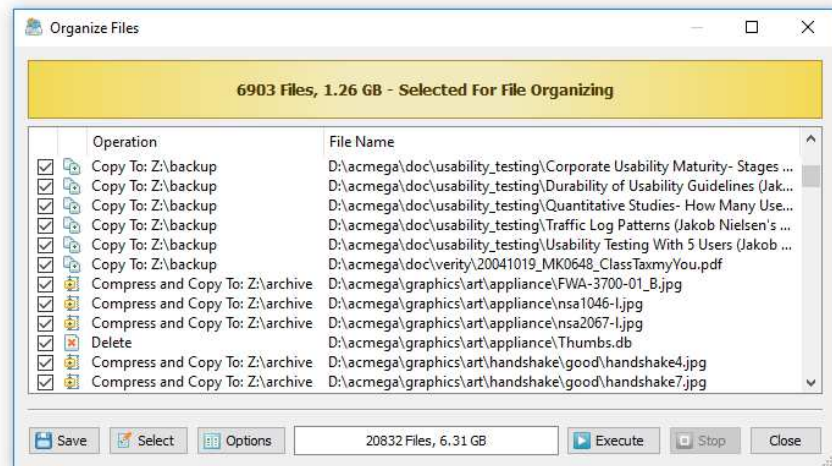 Organize Files
6903 Files, 1.26 GB - Selected For File Organizing
Operation File Name
Copy To: Z:\backup D:\acmega\doc\usability_testing\Corporate Usability Maturity- Stages ...
Copy To: Z:\backup D:\acmega\doc\usability_testing\Durability of Usability Guidelines (Jak...
Copy To: Z:\backup D:\acmega\doc\usability_testing\Quantitative Studies- How Many Use...
Copy To: Z:\backup D:\acmega\doc\usability_testing\Traffic Log Patterns (Jakob Nielsen's ...
Copy To: Z:\backup D:\acmega\doc\usability_testing\Usability Testing With 5 Users (Jakob ...
Copy To: Z:\backup D:\acmega\doc\verity\20041019_MK0648_ClassTaxmyYou.pdf
Compress and Copy To: Z:\archive D:\acmega\graphics\art\appliance\FWA-3700-01_B.jpg
Compress and Copy To: Z:\archive D:\acmega\graphics\art\appliance\nsa1046-l.jpg
Compress and Copy To: Z:\archive D:\acmega\graphics\art\appliance\nsa2067-l.jpg
Delete D:\acmega\graphics\art\appliance\Thumbs.db
Compress and Copy To: Z:\archive D:\acmega\graphics\art\handshake\good\handshake4.jpg
Compress and Copy To: Z:\archive D:\acmega\graphics\art\handshake\good\handshake7.jpg
Save Select Options 20832 Files, 6.31 GB Execute Stop Close